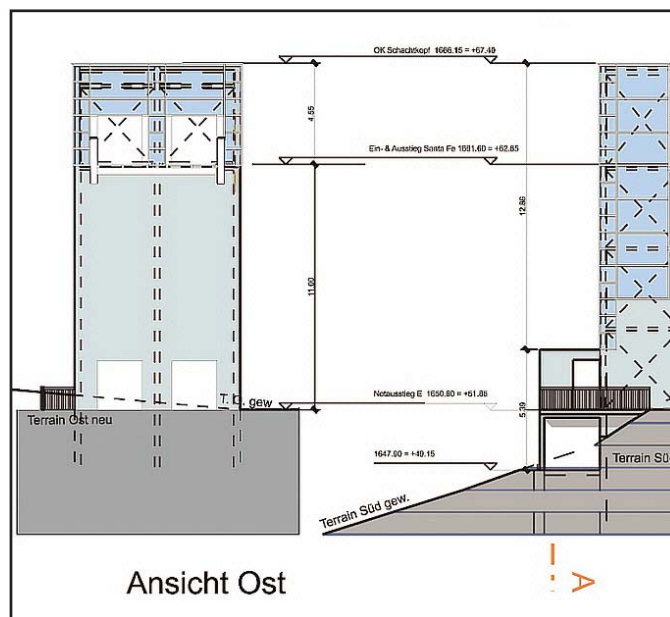 OK Schachtkopf 1666.15 = +67.40
4.55
Ein- & Ausstieg Santa Fe 1661.60 = +62.85
12.86
11.00
T. b. gew
Notausstieg E 1650.60 = +51.85
5.39
Terrain Ost neu
1647.90 = +49.15
Terrain Süd
Terrain Süd gew.
Ansicht Ost
A